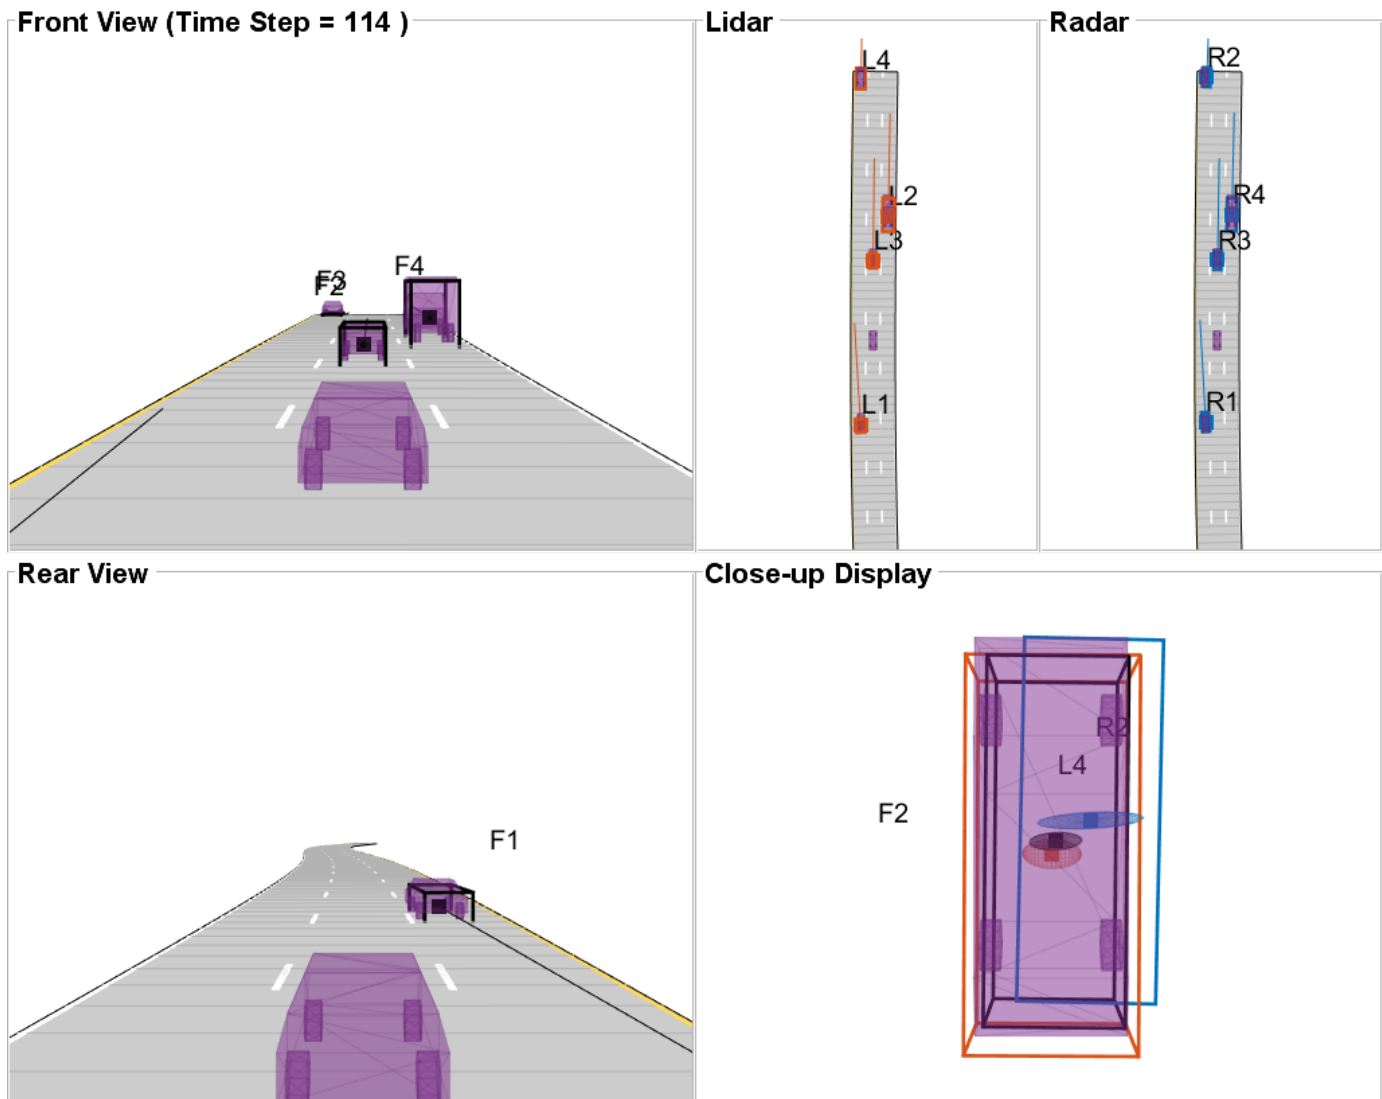 Front View (Time Step = 114 )
F2
F4
Lidar
L4
L2
L3
L1
Radar
R2
R4
R3
R1
Rear View
F1
Close-up Display
R2
L4
F2